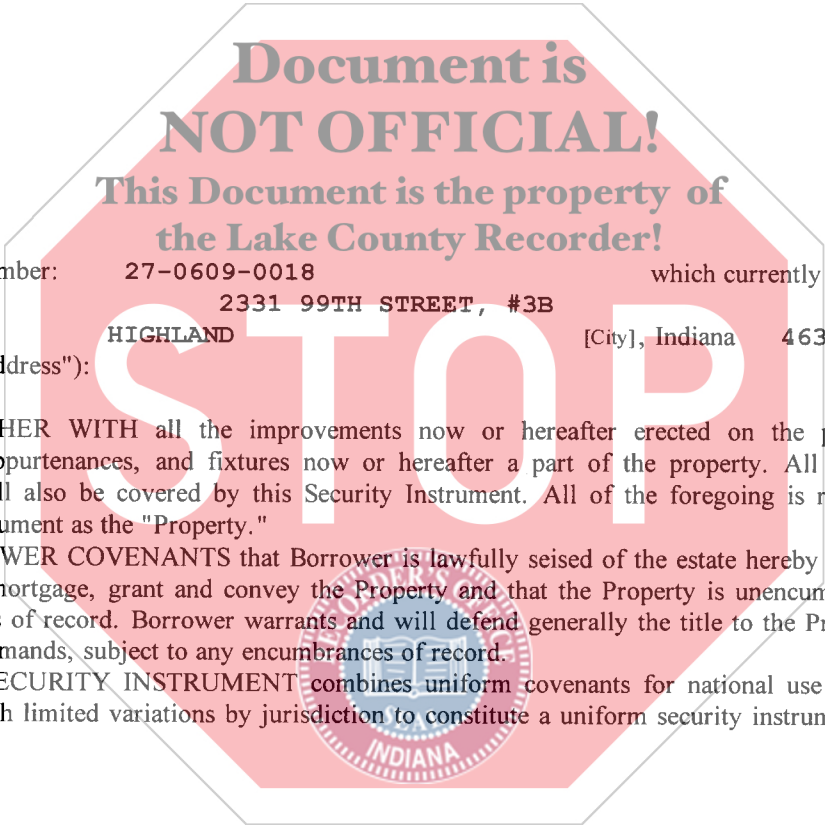 Document is
NOT OFFICIAL!
This Document is the property of
the Lake County Recorder!
mber: 27-0609-0018 which currently
2331 99TH STREET, #3B
HIGHLAND [City], Indiana 463
ddress"):
STOP
HER WITH all the improvements now or hereafter erected on the p
ppurtenances, and fixtures now or hereafter a part of the property. All
ll also be covered by this Security Instrument. All of the foregoing is r
ument as the "Property."
WER COVENANTS that Borrower is lawfully seised of the estate hereby
nortgage, grant and convey the Property and that the Property is unencum
s of record. Borrower warrants and will defend generally the title to the Pr
mands, subject to any encumbrances of record.
ECURITY INSTRUMENT combines uniform covenants for national use
h limited variations by jurisdiction to constitute a uniform security instrun
RECORDER'S OFFICE
SEAL
INDIANA